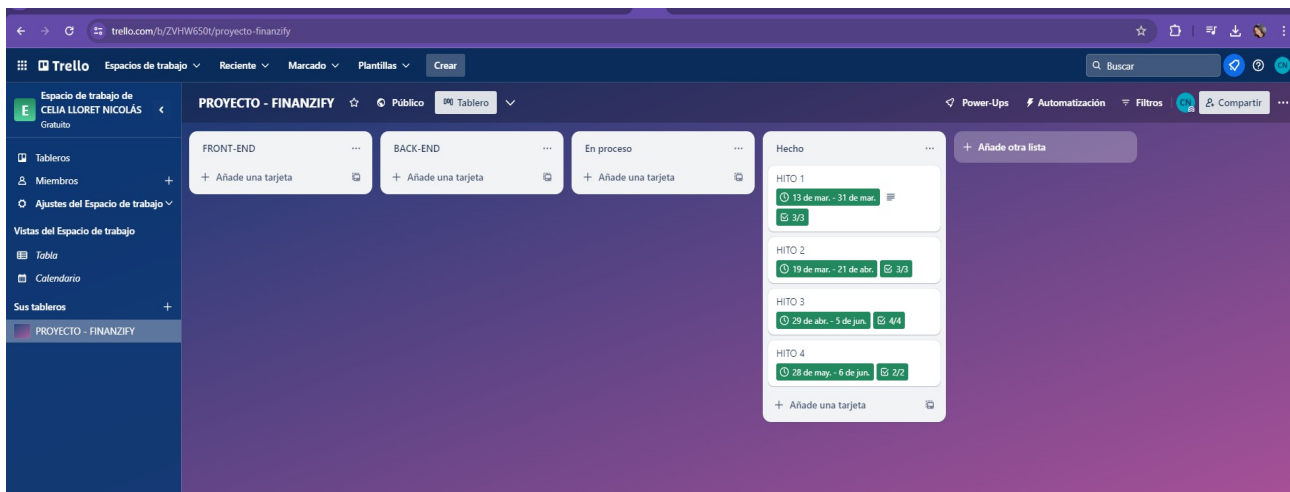 trello.com/b/ZVHW650t/proyecto-finanzify
Trello Espacios de trabajo Reciente Marcado Plantillas Crear Buscar CN
E
Espacio de trabajo de
CELIA LLORET NICOLÁS
Gratuito
PROYECTO - FINANZIFY Público Tablero Power-Ups Automatización Filtros CN Compartir
Tableros
Miembros
Ajustes del Espacio de trabajo
Vistas del Espacio de trabajo
Tabla
Calendario
Sus tableros
PROYECTO - FINANZIFY
FRONT-END
+ Añade una tarjeta
BACK-END
+ Añade una tarjeta
En proceso
+ Añade una tarjeta
Hecho
HITO 1
13 de mar. - 31 de mar.
3/3
HITO 2
19 de mar. - 21 de abr. 3/3
HITO 3
29 de abr. - 5 de jun. 4/4
HITO 4
28 de may. - 6 de jun. 2/2
+ Añade una tarjeta
+ Añade otra lista